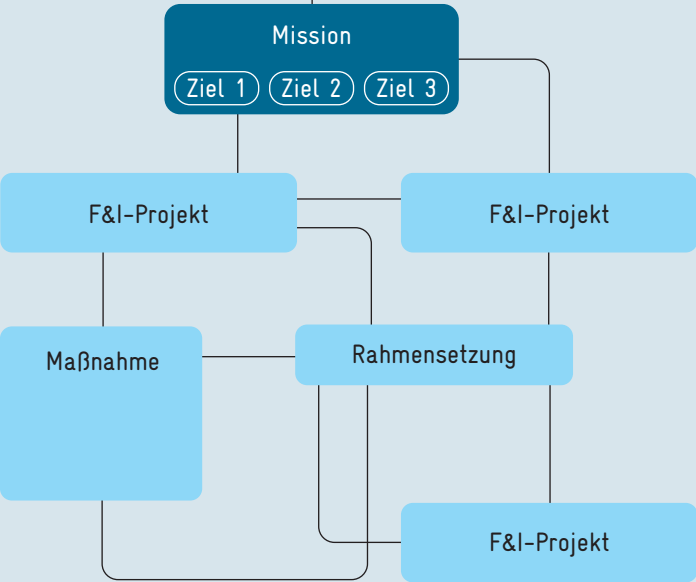 Mission
Ziel 1 Ziel 2 Ziel 3
F&I-Projekt F&I-Projekt
Maßnahme Rahmensetzung
F&I-Projekt